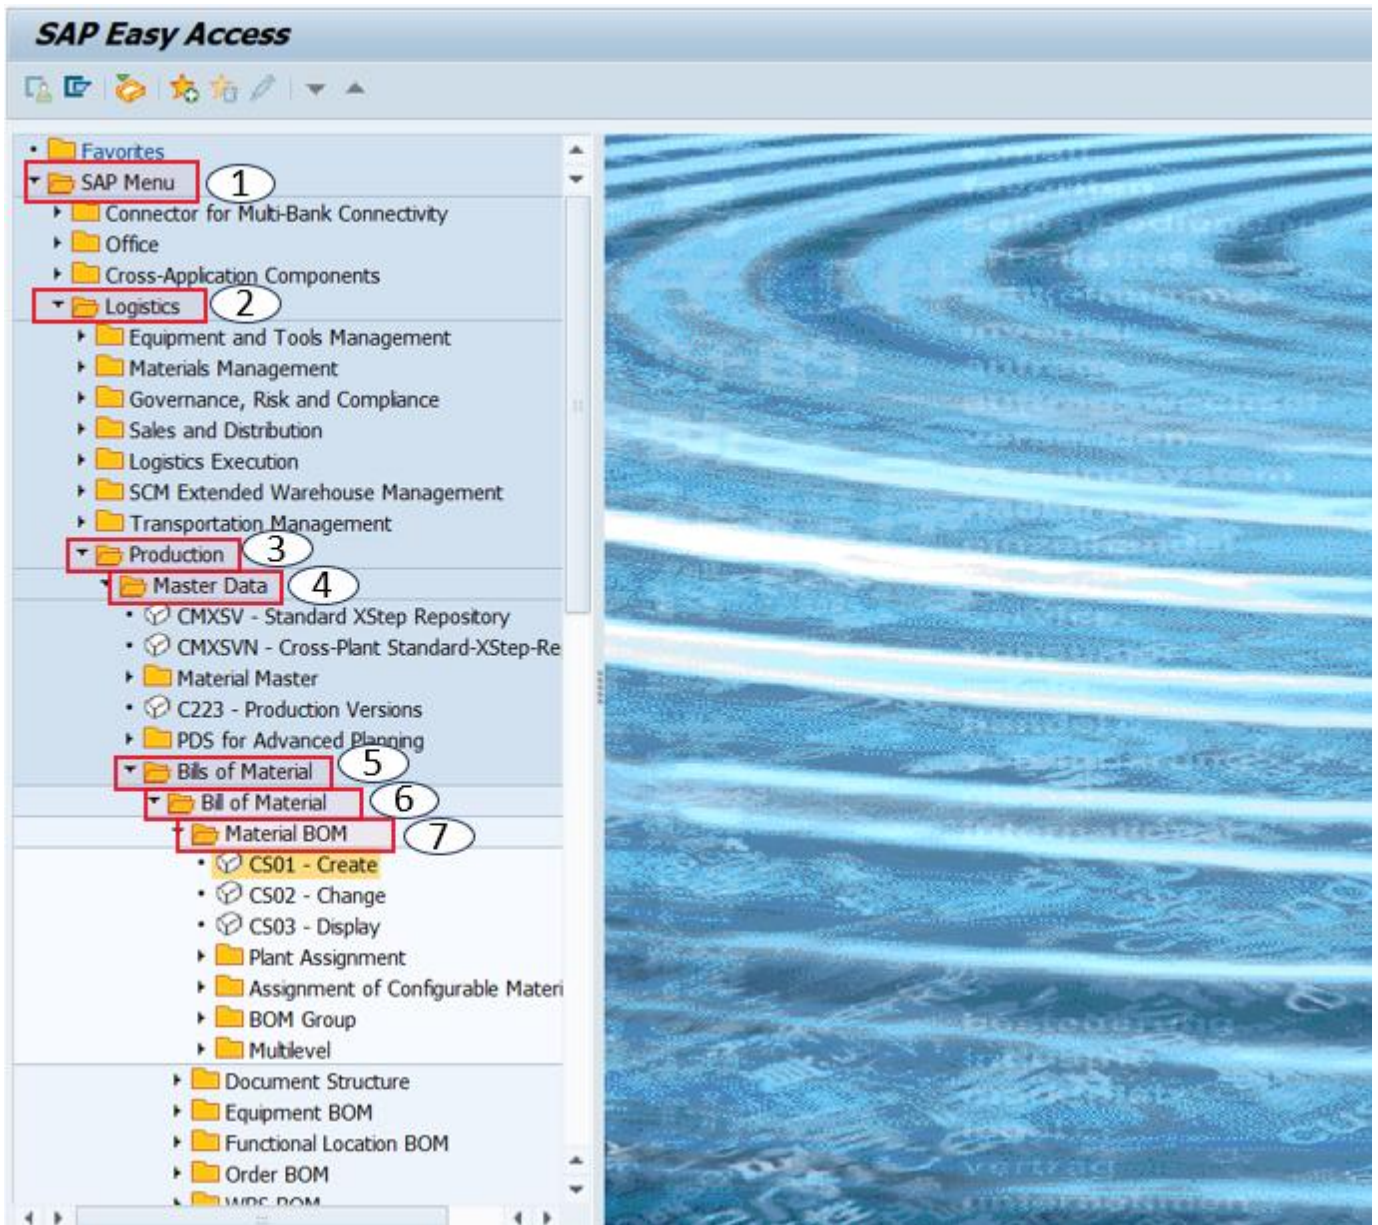 SAP Easy Access
Favorites
SAP Menu 1
Connector for Multi-Bank Connectivity
Office
Cross-Application Components
Logistics 2
Equipment and Tools Management
Materials Management
Governance, Risk and Compliance
Sales and Distribution
Logistics Execution
SCM Extended Warehouse Management
Transportation Management
Production 3
Master Data 4
CMXSV - Standard XStep Repository
CMXSVN - Cross-Plant Standard-XStep-Re
Material Master
C223 - Production Versions
PDS for Advanced Planning
Bills of Material 5
Bill of Material 6
Material BOM 7
CS01 - Create
CS02 - Change
CS03 - Display
Plant Assignment
Assignment of Configurable Materi
BOM Group
Multilevel
Document Structure
Equipment BOM
Functional Location BOM
Order BOM
WBS BOM
international
vertrag